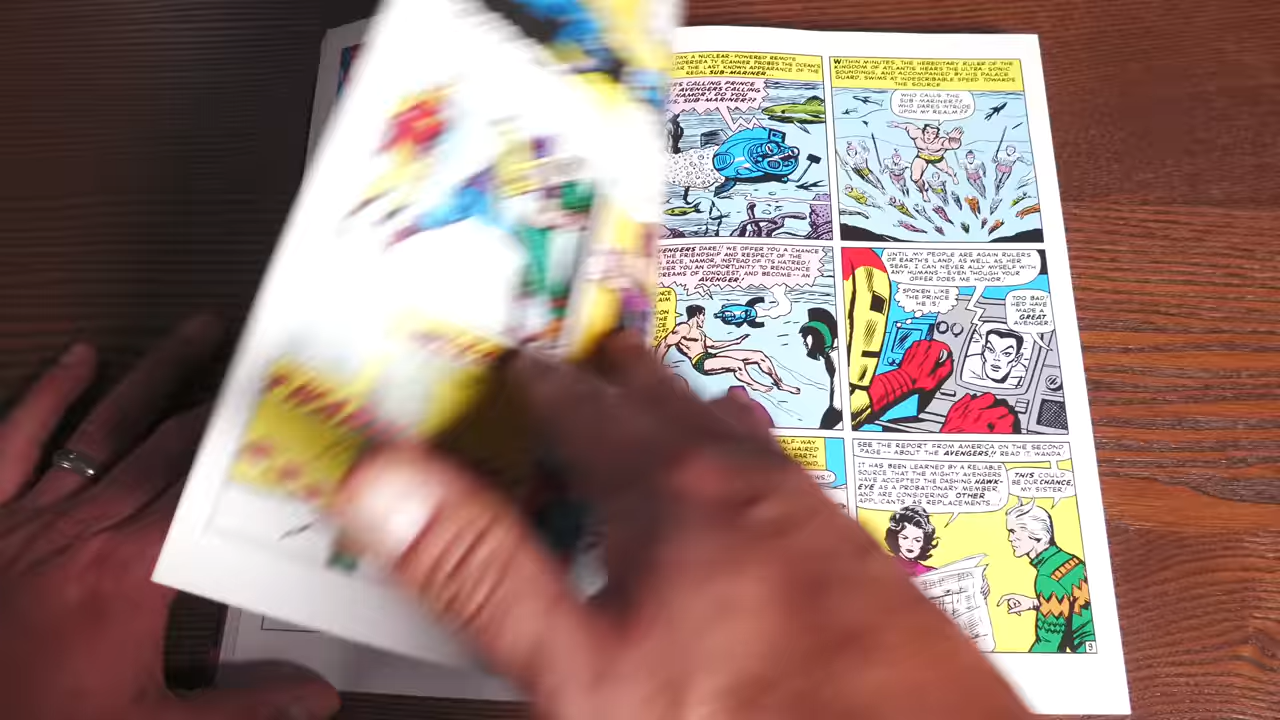 DAY, A NUCLEAR-POWERED REMOTE
UNDERSEA TV SCANNER PROBES THE OCEAN'S
THE LAST KNOWN APPEARANCE OF THE
REGAL SUB-MARINER...
CALLING PRINCE
AVENGERS CALLING
NAMOR! DO YOU
SUB-MARINER??
WITHIN MINUTES, THE HEREDITARY RULER OF THE
KINGDOM OF ATLANTIS HEARS THE ULTRA-SONIC
SOUNDINGS, AND ACCOMPANIED BY HIS PALACE
GUARD, SWIMS AT INDESCRIBABLE SPEED TOWARDS
THE SOURCE
WHO CALLS THE
SUB-MARINER??
WHO DARES INTRUDE
UPON MY REALM??
AVENGERS DARE!! WE OFFER YOU A CHANCE
THE FRIENDSHIP AND RESPECT OF THE
RACE, NAMOR, INSTEAD OF ITS HATRED!
OFFER YOU AN OPPORTUNITY TO RENOUNCE
DREAMS OF CONQUEST, AND BECOME--AN
AVENGER!
UNTIL MY PEOPLE ARE AGAIN RULERS
OF EARTH'S LAND, AS WELL AS HER
SEAS, I CAN NEVER ALLY MYSELF WITH
ANY HUMANS--EVEN THOUGH YOUR
OFFER DOES ME HONOR!
SPOKEN LIKE
THE PRINCE
HE IS!
TOO BAD!
HE'D HAVE
MADE A
GREAT
AVENGER!
HALF-WAY
-HAIRED
EARTH
SEE THE REPORT FROM AMERICA ON THE SECOND
PAGE--ABOUT THE AVENGERS!! READ IT, WANDA!
IT HAS BEEN LEARNED BY A RELIABLE
SOURCE THAT THE MIGHTY AVENGERS
HAVE ACCEPTED THE DASHING HAWK-
EYE AS A PROBATIONARY MEMBER,
AND ARE CONSIDERING OTHER
APPLICANTS AS REPLACEMENTS...
THIS COULD
BE OUR CHANCE,
MY SISTER!
9